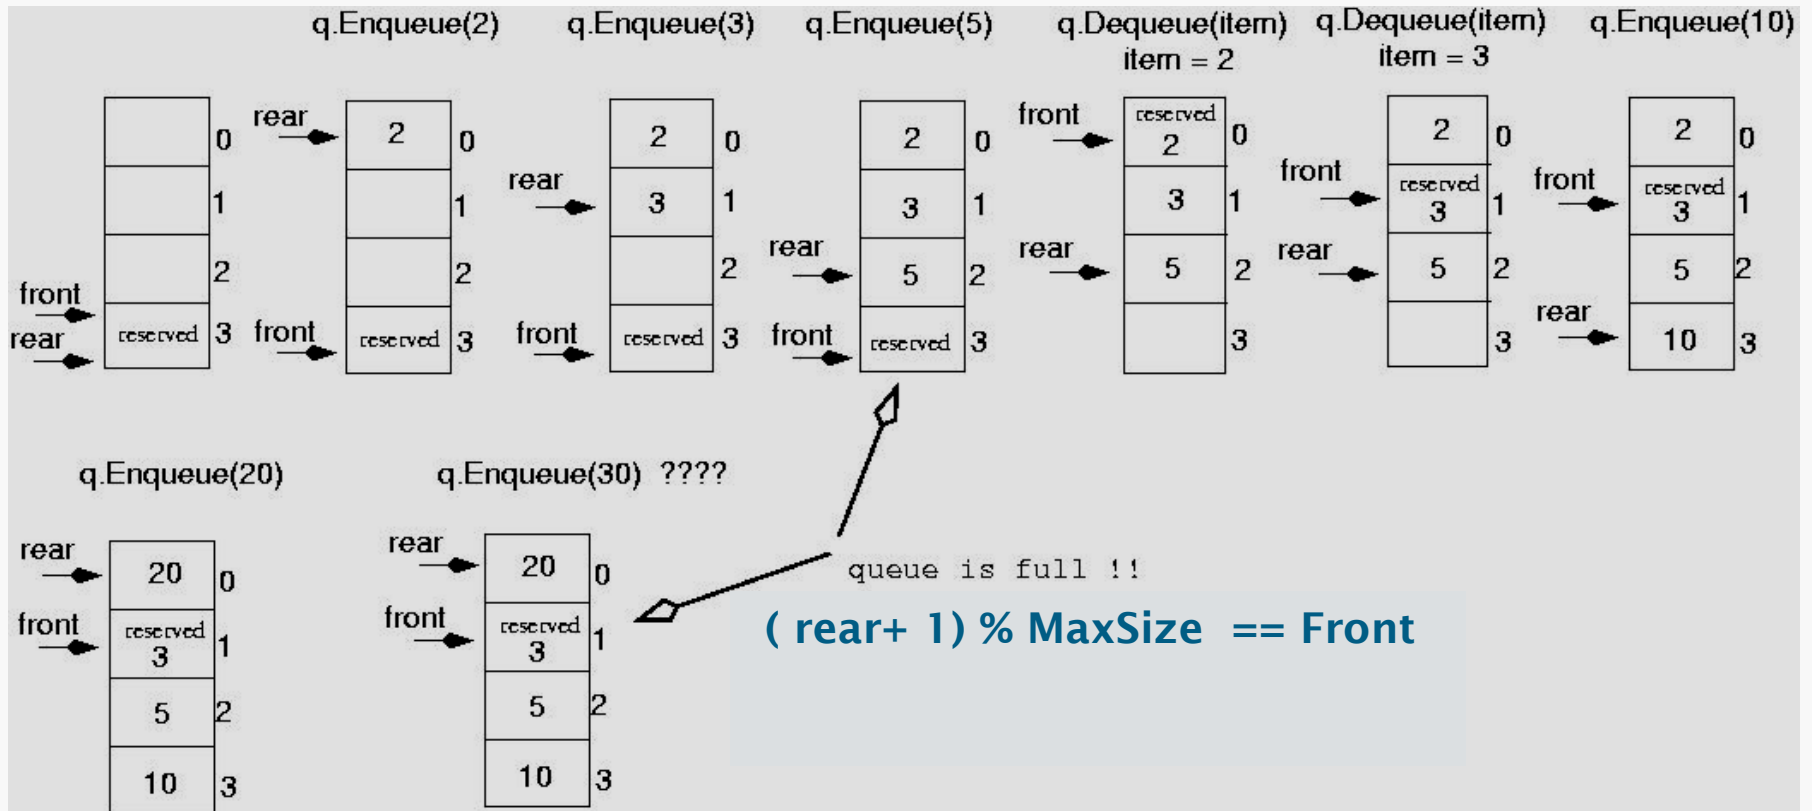 q.Enqueue(2) q.Enqueue(3) q.Enqueue(5) q.Dequeue(item) q.Dequeue(item) q.Enqueue(10)
item = 2 item = 3
0
1
2
front
rear
reserved 3
rear
2 0
1
2
front
reserved 3
2 0
rear
3 1
2
front
reserved 3
2 0
3 1
rear
5 2
front
reserved 3
front
reserved
2 0
3 1
rear
5 2
3
2 0
front
reserved
3 1
rear
5 2
3
2 0
front
reserved
3 1
5 2
rear
10 3
q.Enqueue(20) q.Enqueue(30) ????
rear
20 0
front
reserved
3 1
5 2
10 3
rear
20 0
front
reserved
3 1
5 2
10 3
queue is full !!
( rear+ 1) % MaxSize == Front